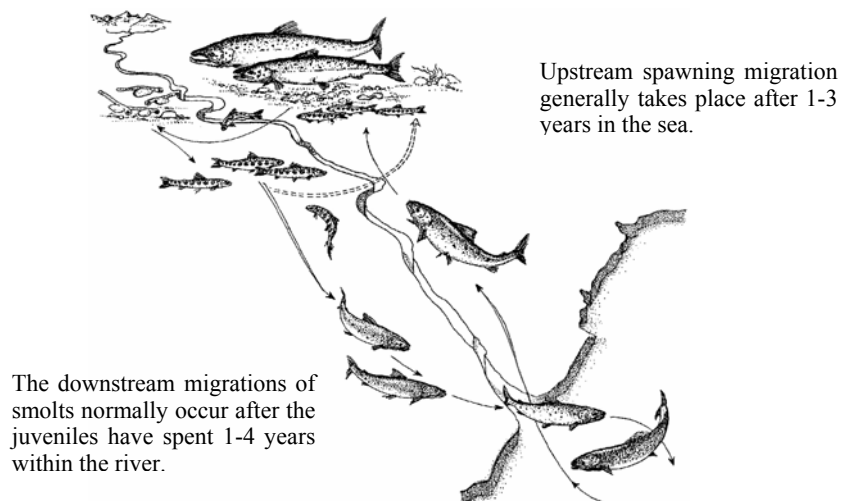 Upstream spawning migration
generally takes place after 1-3
years in the sea.
The downstream migrations of
smolts normally occur after the
juveniles have spent 1-4 years
within the river.